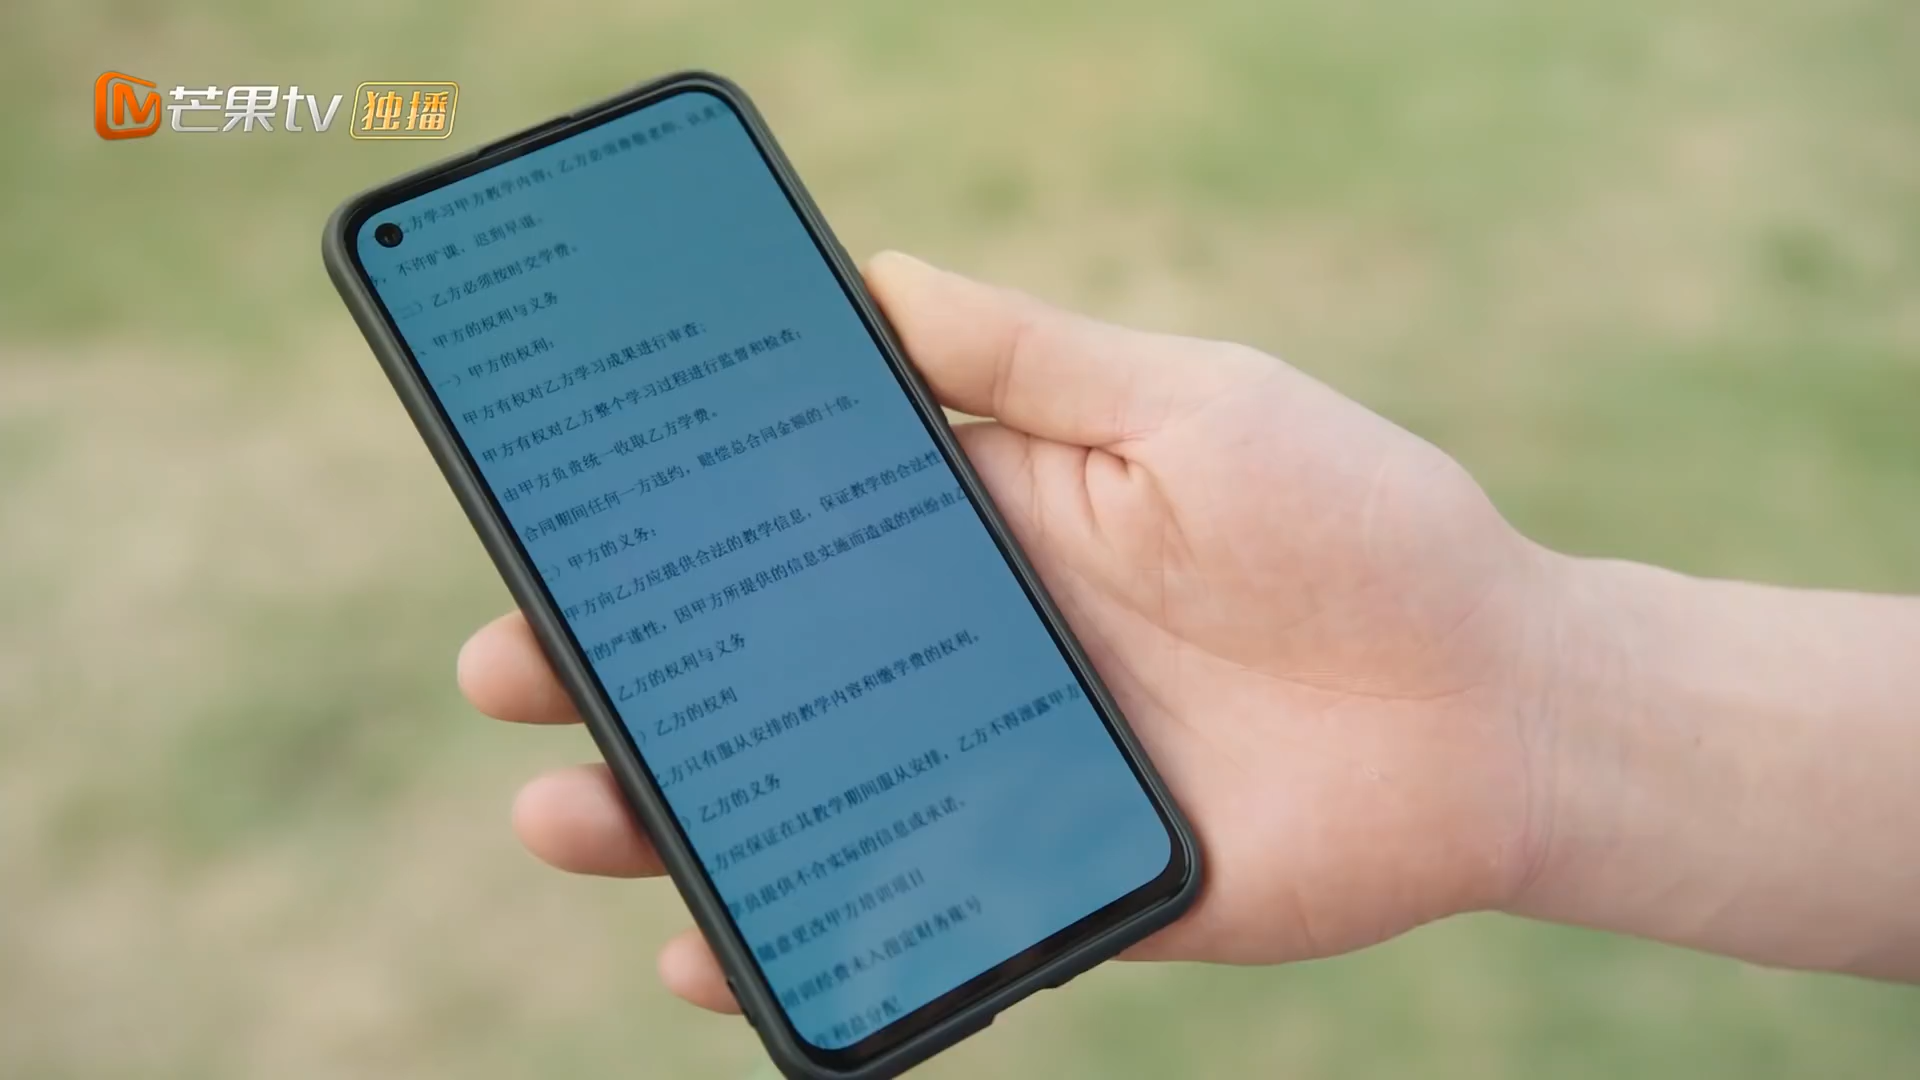 芒果tv 独播
乙方学习甲方教学内容；乙方必须尊敬老师、认真
不许旷课、迟到早退。
二）乙方必须按时交学费。
、甲方的权利与义务
一）甲方的权利：
甲方有权对乙方学习成果进行审查；
甲方有权对乙方整个学习过程进行监督和检查；
由甲方负责统一收取乙方学费。
合同期间任何一方违约，赔偿总合同金额的十倍。
二）甲方的义务：
甲方向乙方应提供合法的教学信息，保证教学的合法性
的严谨性，因甲方所提供的信息实施而造成的纠纷由乙
乙方的权利与义务
）乙方的权利
乙方只有服从安排的教学内容和缴学费的权利。
）乙方的义务
乙方应保证在其教学期间服从安排，乙方不得泄露甲方
学员提供不合实际的信息或承诺。
随意更改甲方培训项目
培训经费未入指定财务账号
利益分配